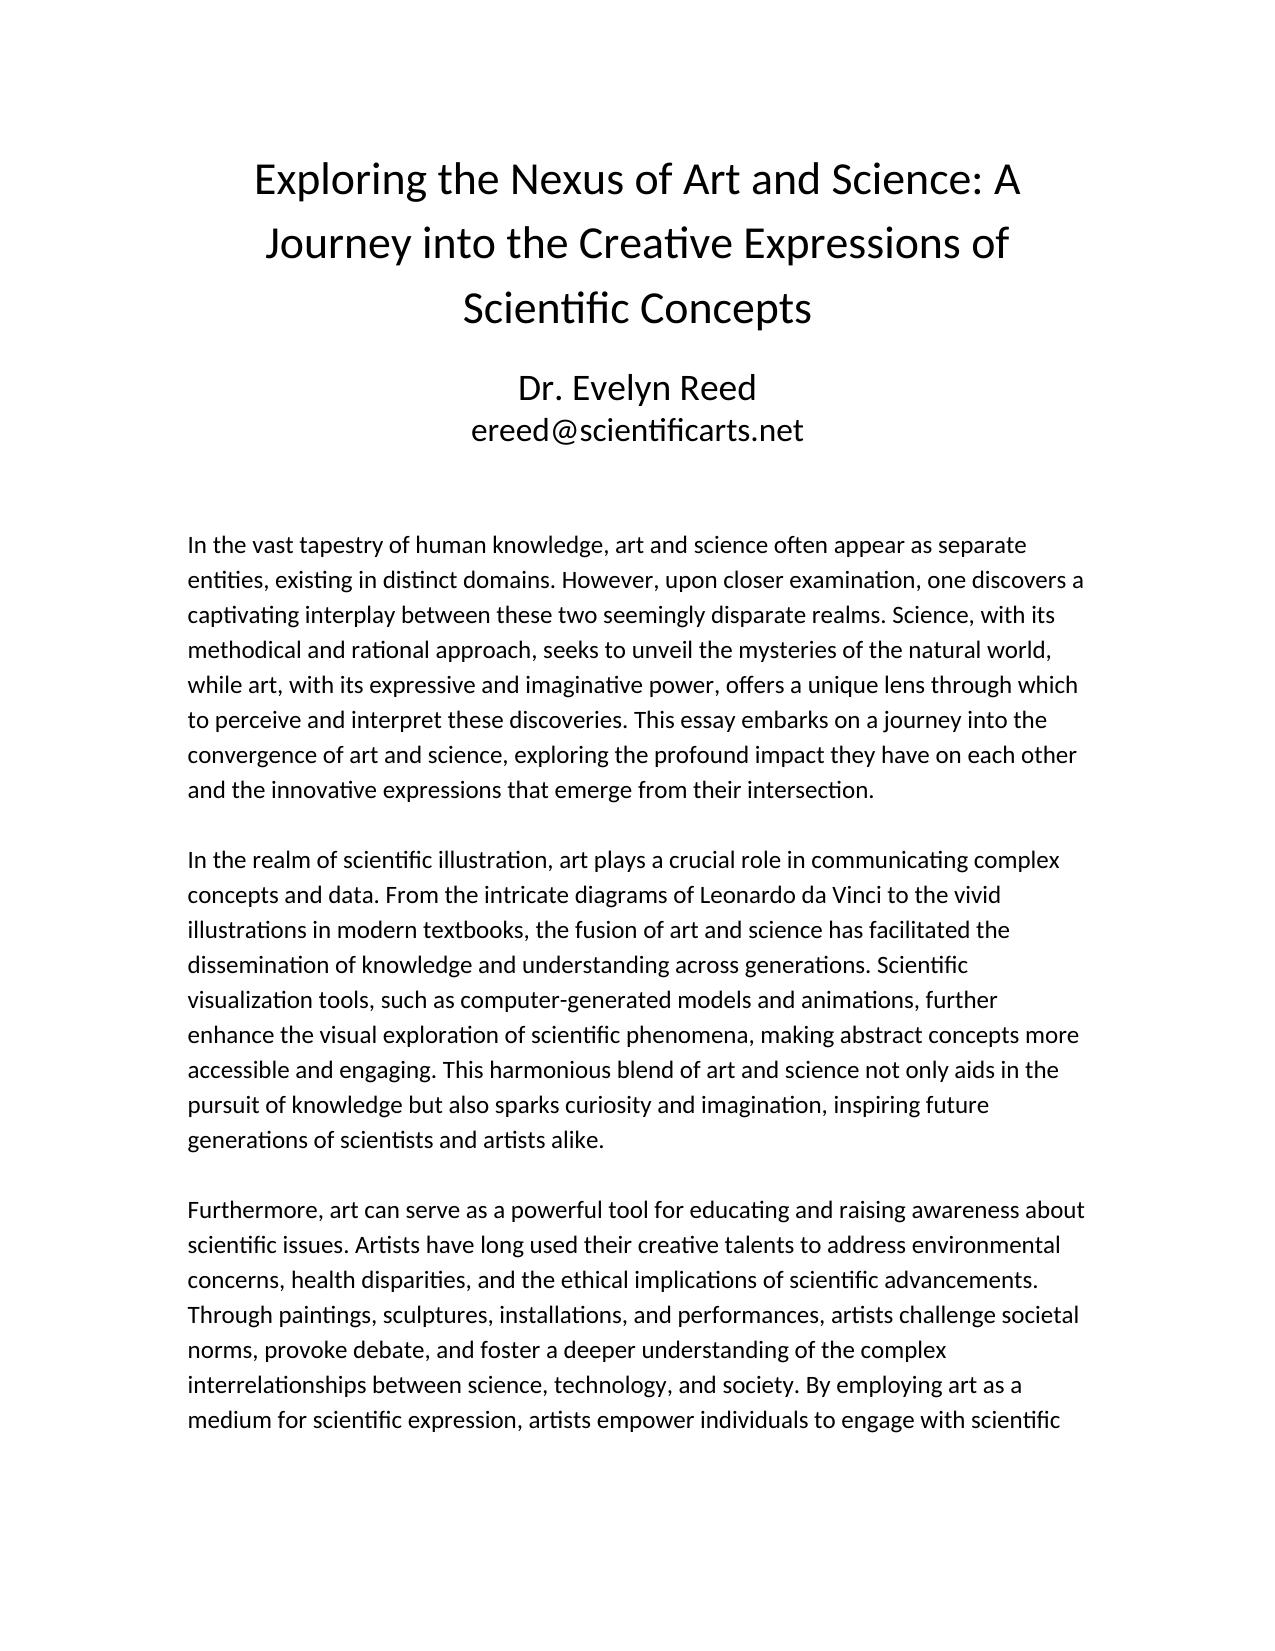 Exploring the Nexus of Art and Science: A
Journey into the Creative Expressions of
Scientific Concepts
Dr. Evelyn Reed
ereed@scientificarts.net
In the vast tapestry of human knowledge, art and science often appear as separate
entities, existing in distinct domains. However, upon closer examination, one discovers a
captivating interplay between these two seemingly disparate realms. Science, with its
methodical and rational approach, seeks to unveil the mysteries of the natural world,
while art, with its expressive and imaginative power, offers a unique lens through which
to perceive and interpret these discoveries. This essay embarks on a journey into the
convergence of art and science, exploring the profound impact they have on each other
and the innovative expressions that emerge from their intersection.
In the realm of scientific illustration, art plays a crucial role in communicating complex
concepts and data. From the intricate diagrams of Leonardo da Vinci to the vivid
illustrations in modern textbooks, the fusion of art and science has facilitated the
dissemination of knowledge and understanding across generations. Scientific
visualization tools, such as computer-generated models and animations, further
enhance the visual exploration of scientific phenomena, making abstract concepts more
accessible and engaging. This harmonious blend of art and science not only aids in the
pursuit of knowledge but also sparks curiosity and imagination, inspiring future
generations of scientists and artists alike.
Furthermore, art can serve as a powerful tool for educating and raising awareness about
scientific issues. Artists have long used their creative talents to address environmental
concerns, health disparities, and the ethical implications of scientific advancements.
Through paintings, sculptures, installations, and performances, artists challenge societal
norms, provoke debate, and foster a deeper understanding of the complex
interrelationships between science, technology, and society. By employing art as a
medium for scientific expression, artists empower individuals to engage with scientific